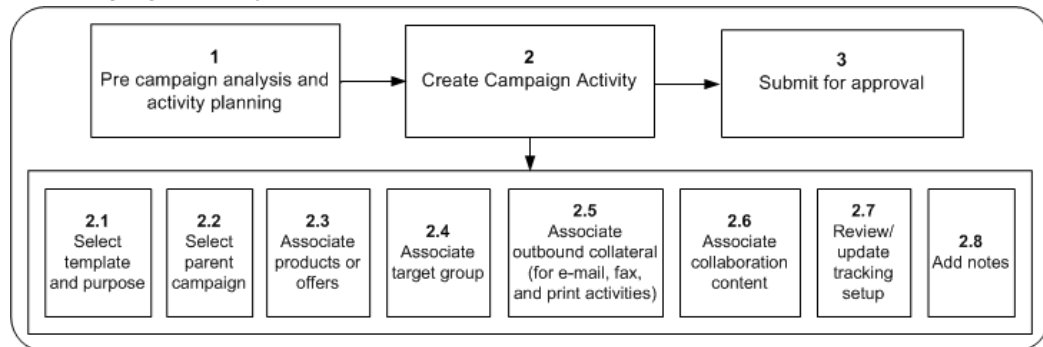 1
Pre campaign analysis and
activity planning
2
Create Campaign Activity
3
Submit for approval
2.1
Select
template
and purpose
2.2
Select
parent
campaign
2.3
Associate
products or
offers
2.4
Associate
target group
2.5
Associate
outbound collateral
(for e-mail, fax,
and print activities)
2.6
Associate
collaboration
content
2.7
Review/
update
tracking
setup
2.8
Add notes